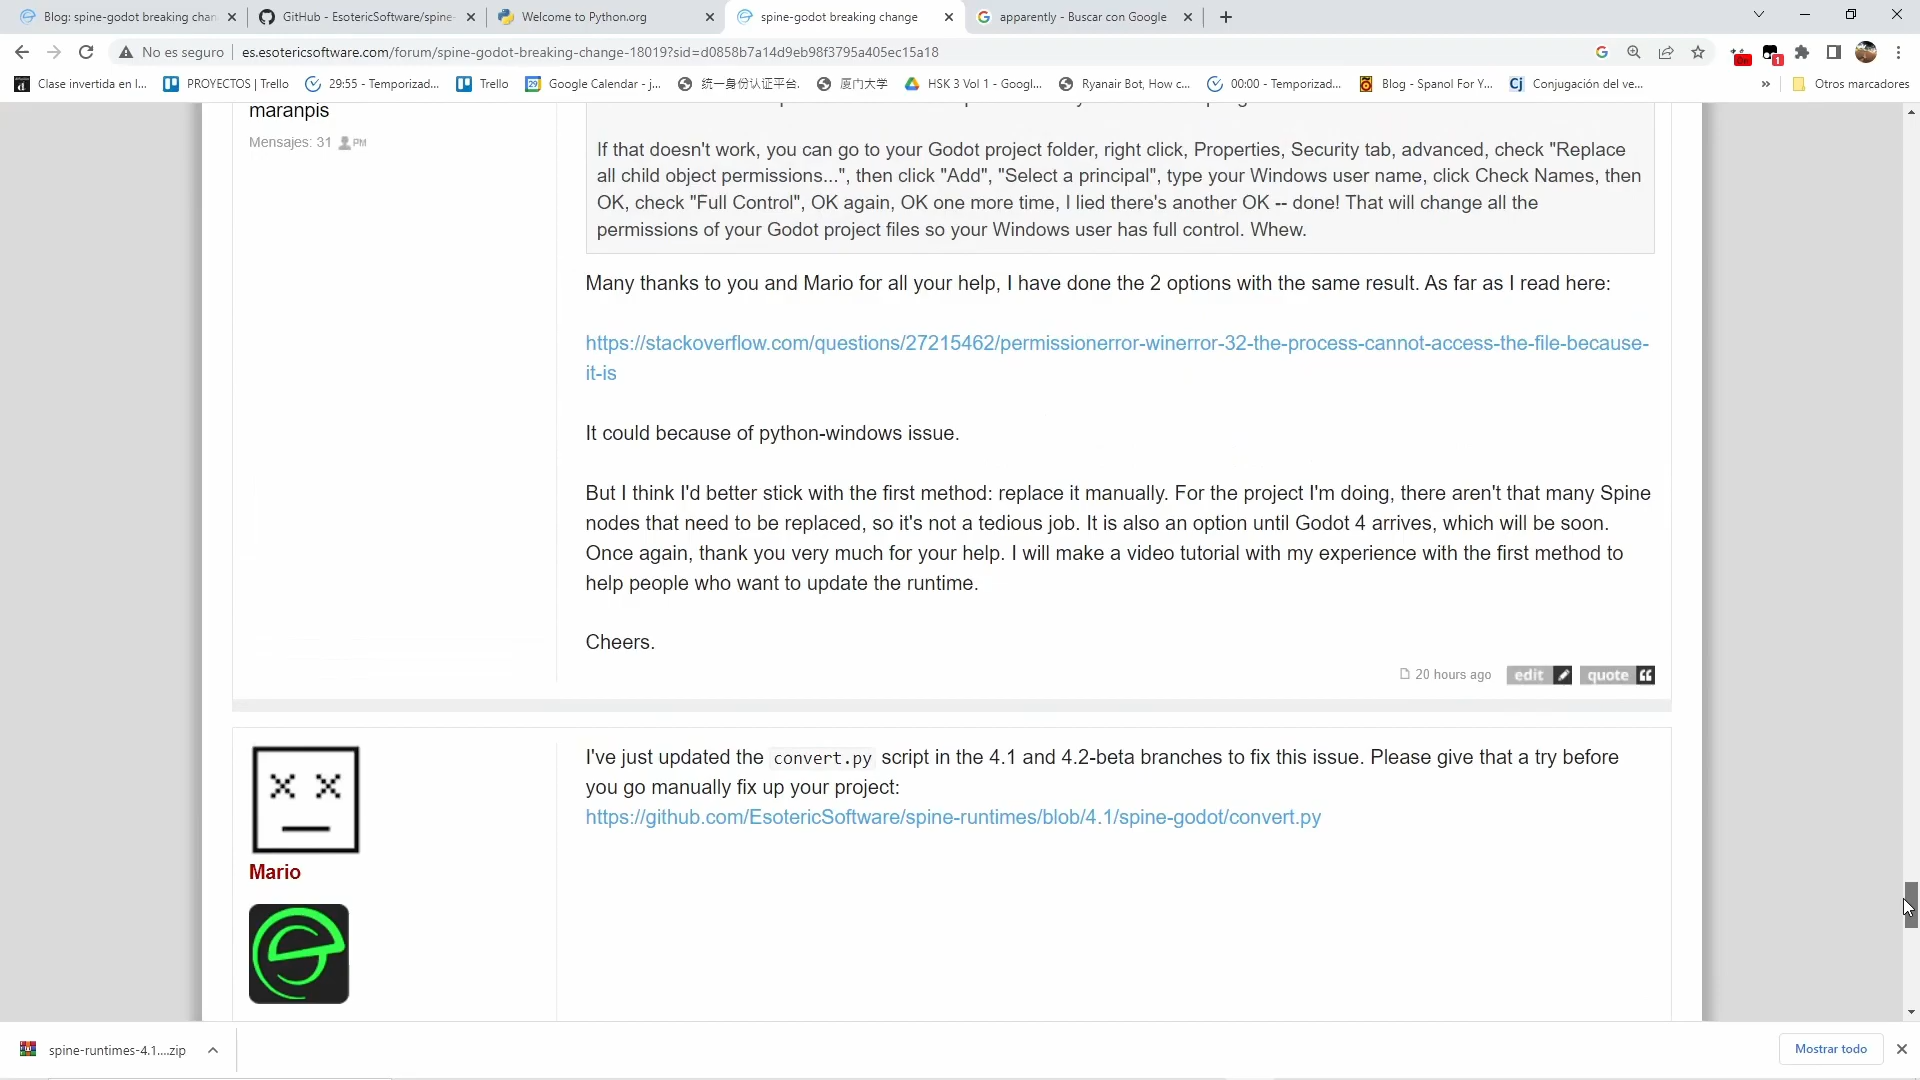 Blog: spine-godot breaking chan
GitHub - EsotericSoftware/spine-
Welcome to Python.org
spine-godot breaking change
apparently - Buscar con Google
No es seguro
es.esotericsoftware.com/forum/spine-godot-breaking-change-18019?sid=d0858b7a14d9eb98f3795a405ec15a18
Clase invertida en l...
PROYECTOS | Trello
29:55 - Temporizad...
Trello
Google Calendar - j...
统一身份认证平台.
厦门大学
HSK 3 Vol 1 - Googl...
Ryanair Bot, How c...
00:00 - Temporizad...
Blog - Spanol For Y...
Conjugación del ve...
»
Otros marcadores
maranpis
Mensajes: 31 PM
If that doesn't work, you can go to your Godot project folder, right click, Properties, Security tab, advanced, check "Replace
all child object permissions...", then click "Add", "Select a principal", type your Windows user name, click Check Names, then
OK, check "Full Control", OK again, OK one more time, I lied there's another OK -- done! That will change all the
permissions of your Godot project files so your Windows user has full control. Whew.
Many thanks to you and Mario for all your help, I have done the 2 options with the same result. As far as I read here:
https://stackoverflow.com/questions/27215462/permissionerror-winerror-32-the-process-cannot-access-the-file-because-
it-is
It could because of python-windows issue.
But I think I'd better stick with the first method: replace it manually. For the project I'm doing, there aren't that many Spine
nodes that need to be replaced, so it's not a tedious job. It is also an option until Godot 4 arrives, which will be soon.
Once again, thank you very much for your help. I will make a video tutorial with my experience with the first method to
help people who want to update the runtime.
Cheers.
20 hours ago
edit
quote
I've just updated the convert.py script in the 4.1 and 4.2-beta branches to fix this issue. Please give that a try before
you go manually fix up your project:
https://github.com/EsotericSoftware/spine-runtimes/blob/4.1/spine-godot/convert.py
Mario
spine-runtimes-4.1....zip
Mostrar todo